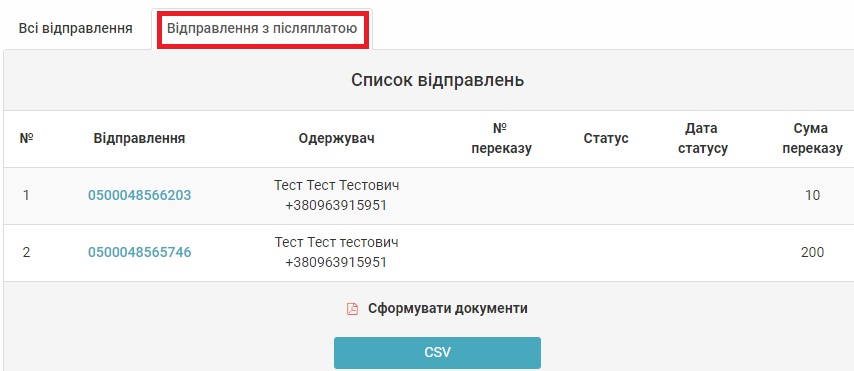 Всі відправлення Відправлення з післяплатою
Список відправлень
№ Відправлення Одержувач № переказу Статус Дата статусу Сума переказу
1 0500048566203 Тест Тест Тестович +380963915951 10
2 0500048565746 Тест Тест тестович +380963915951 200
Сформувати документи
CSV